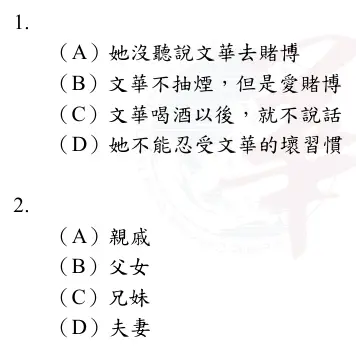 1.
（A）她沒聽說文華去賭博
（B）文華不抽煙，但是愛賭博
（C）文華喝酒以後，就不說話
（D）她不能忍受文華的壞習慣
2.
（A）親戚
（B）父女
（C）兄妹
（D）夫妻